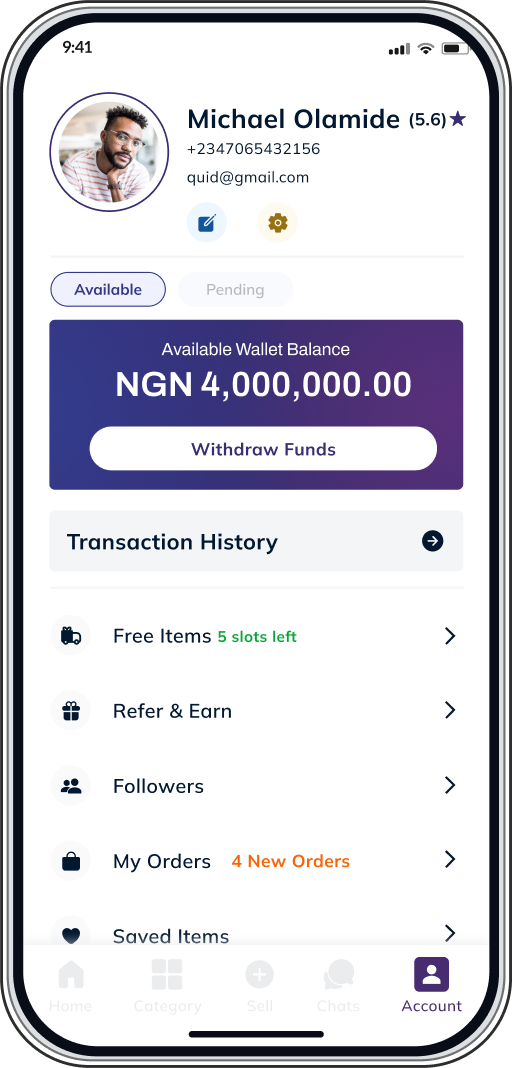 9:41
Michael Olamide (5.6)
+2347065432156
quid@gmail.com
Available Pending
Available Wallet Balance
NGN 4,000,000.00
Withdraw Funds
Transaction History
Free Items 5 slots left
Refer & Earn
Followers
My Orders 4 New Orders
Saved Items
Home Category Sell Chats Account